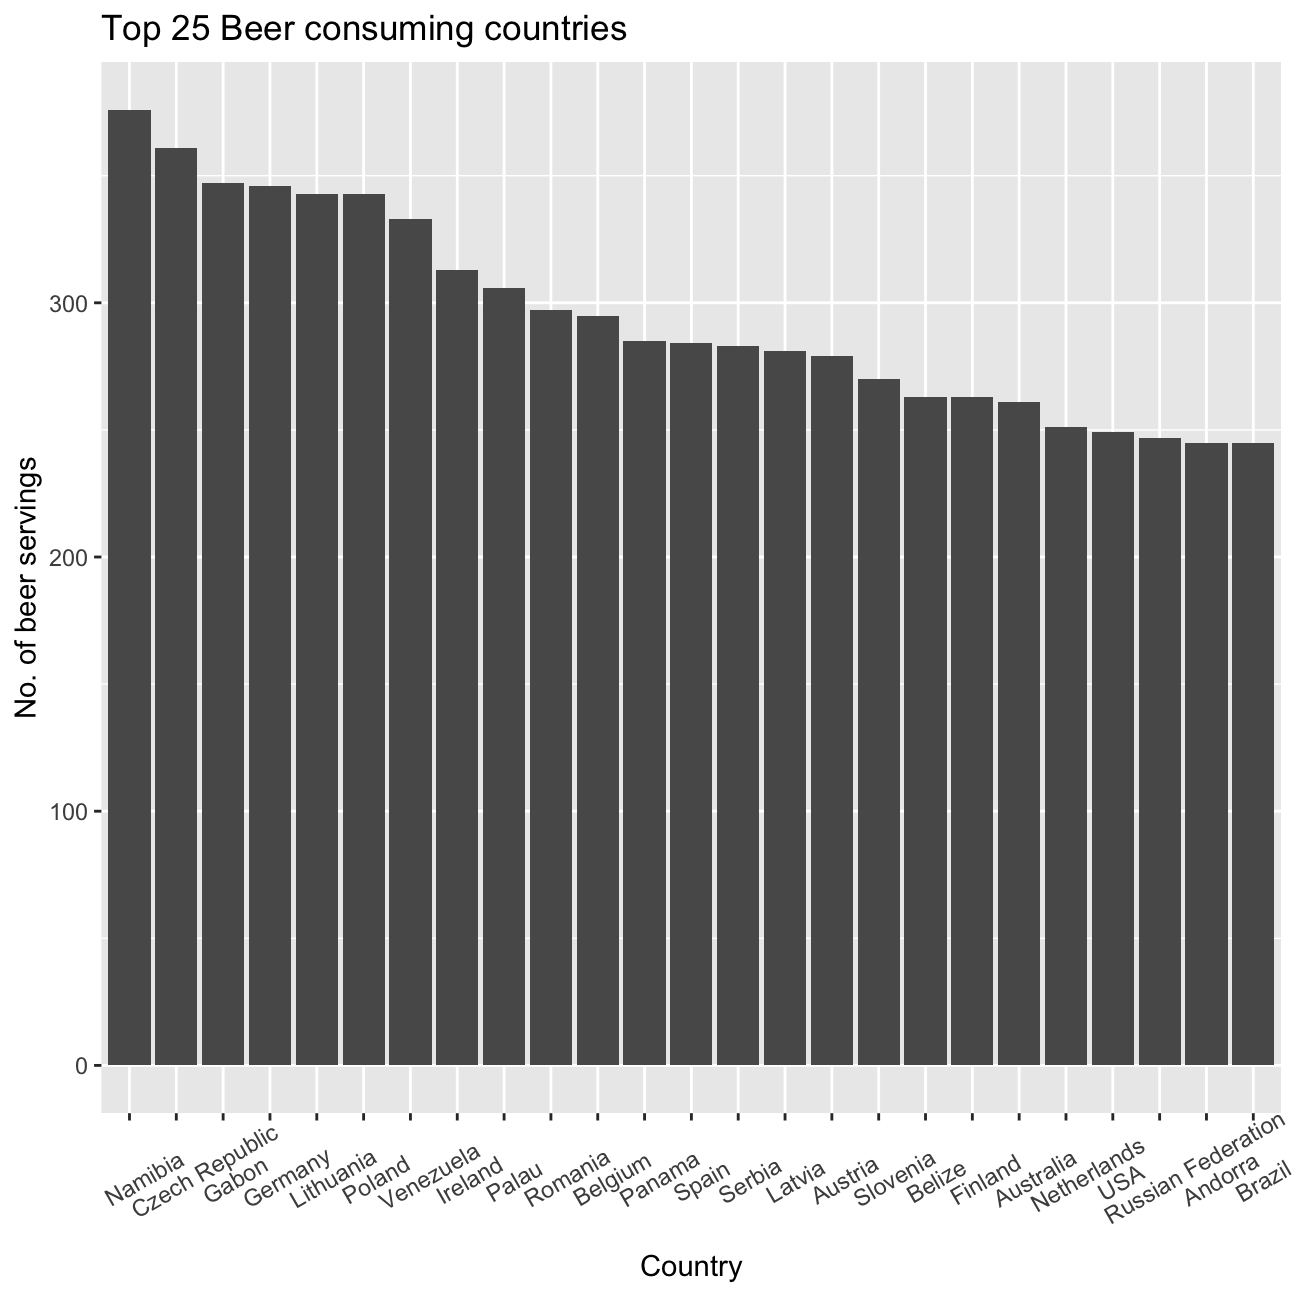 Top 25 Beer consuming countries
No. of beer servings
300
200
100
0
Namibia
Czech Republic
Gabon
Germany
Lithuania
Poland
Venezuela
Ireland
Palau
Romania
Belgium
Panama
Spain
Serbia
Latvia
Austria
Slovenia
Belize
Finland
Australia
Netherlands
USA
Russian Federation
Andorra
Brazil
Country